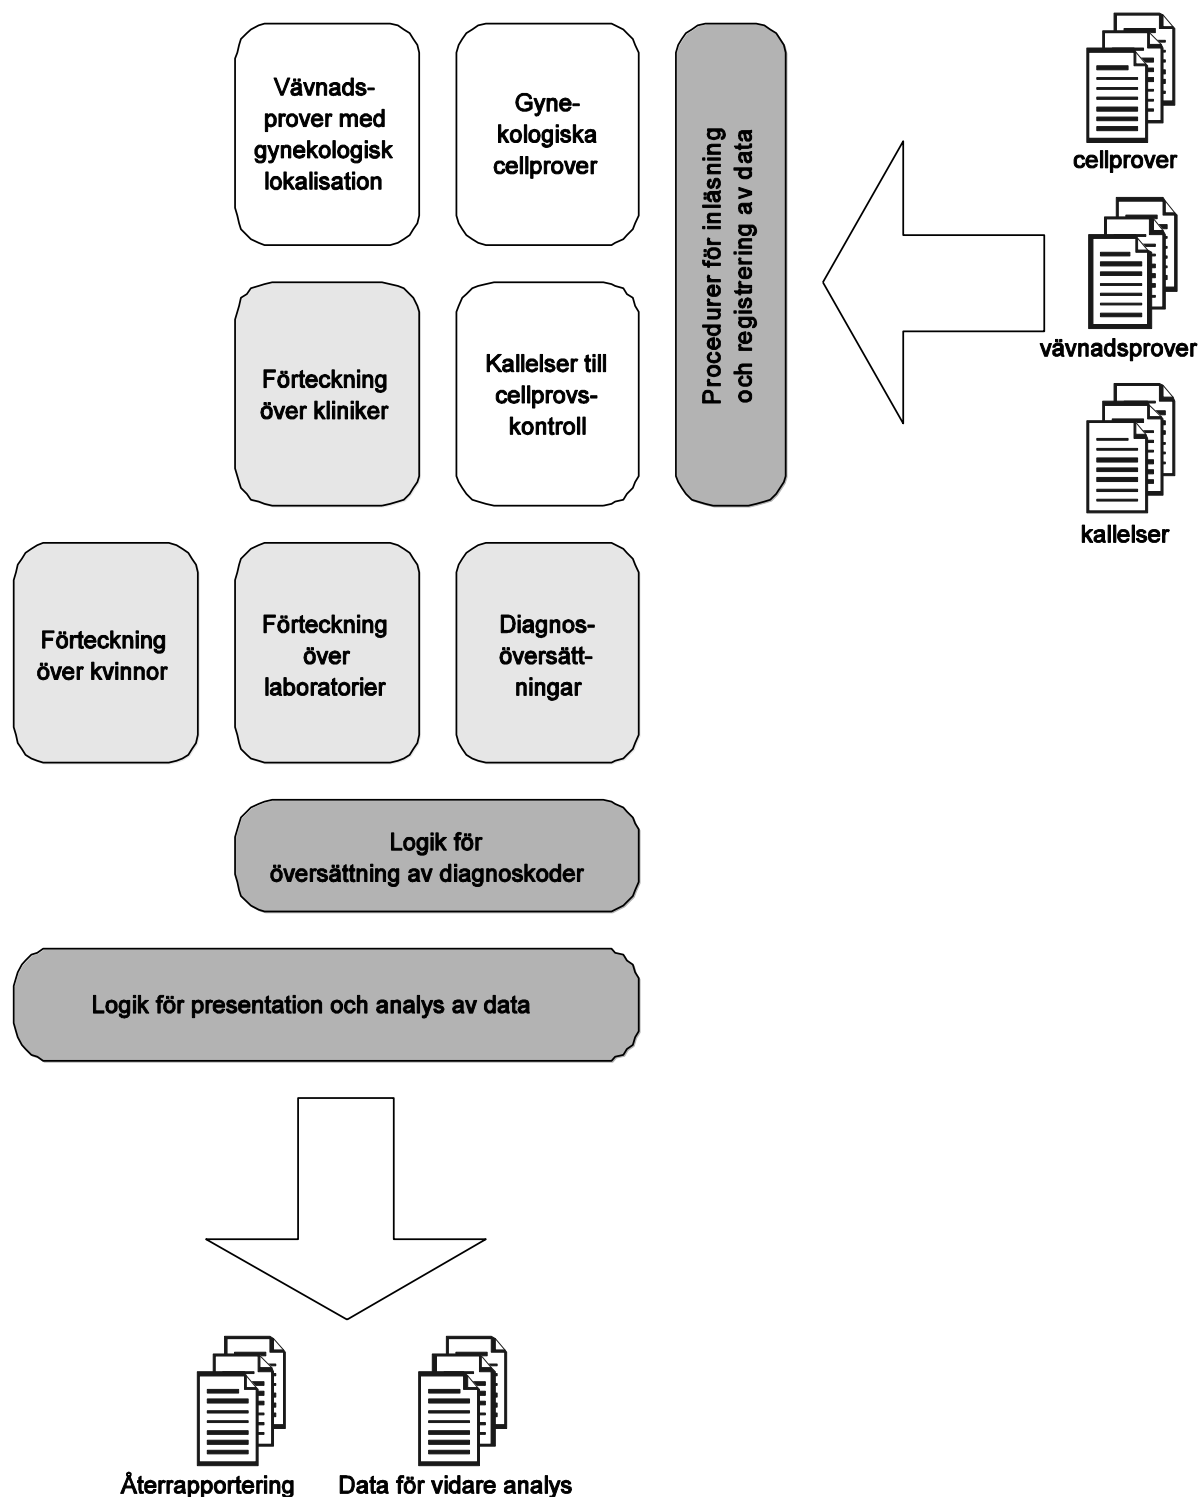 Vävnads-
prover med
gynekologisk
lokalisation
Gyne-
kologiska
cellprover
Procedurer för inläsning
och registrering av data
cellprover
vävnadsprover
kallelser
Förteckning
över kliniker
Kallelser till
cellprovs-
kontroll
Förteckning
över kvinnor
Förteckning
över
laboratorier
Diagnos-
översätt-
ningar
Logik för
översättning av diagnoskoder
Logik för presentation och analys av data
Återrapportering
Data för vidare analys